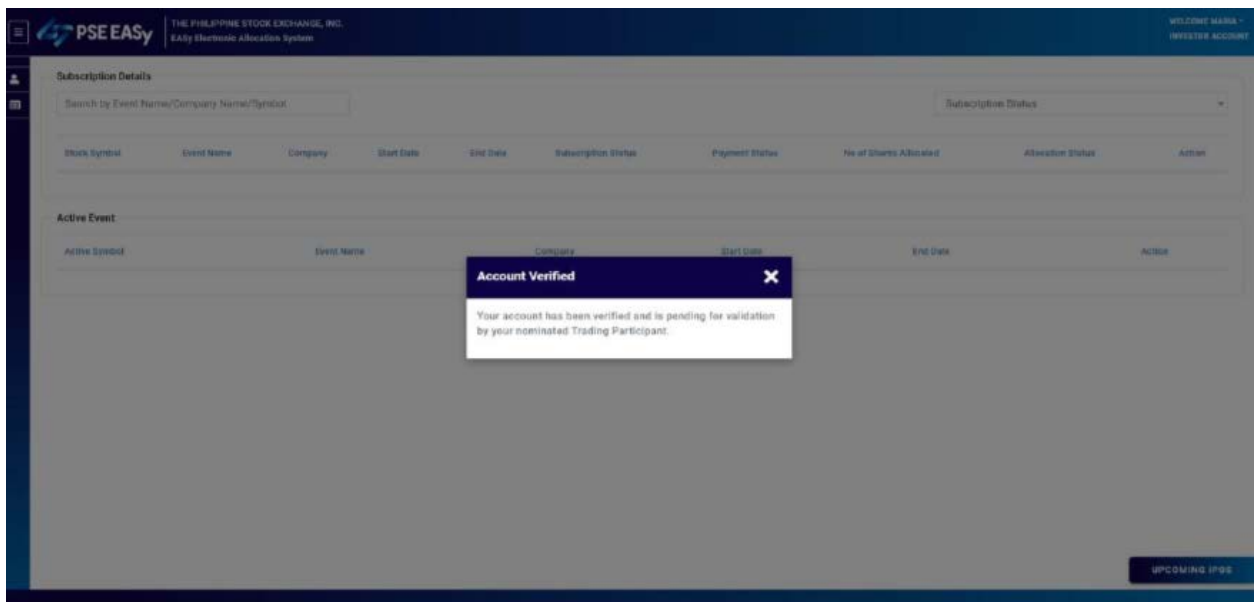 PSE EASy
THE PHILIPPINE STOCK EXCHANGE, INC.
EASy Electronic Allocation System
WELCOME MARIA
INVESTOR ACCOUNT
Subscription Details
Search by Event Name/Company Name/Symbol
Subscription Status
Stock Symbol Event Name Company Start Date End Date Subscription Status Payment Status No of Shares Allocated Allocation Status Action
Active Event
Active Symbol Event Name Company Start Date End Date Action
Account Verified
Your account has been verified and is pending for validation
by your nominated Trading Participant.
UPCOMING IPOS